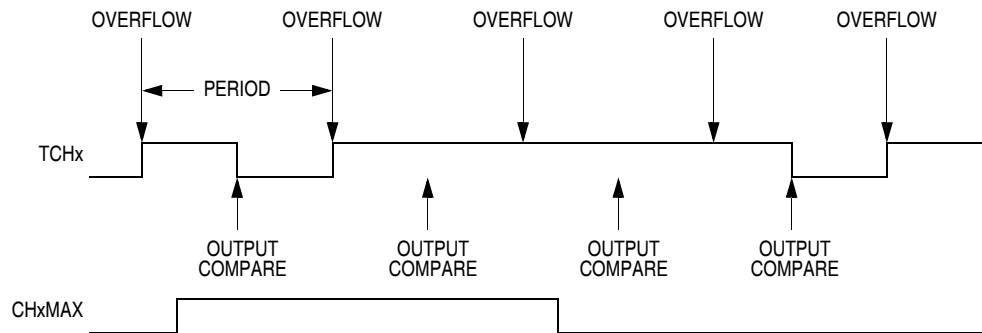 OVERFLOW OVERFLOW OVERFLOW OVERFLOW OVERFLOW
PERIOD
TCHx
OUTPUT OUTPUT OUTPUT OUTPUT
COMPARE COMPARE COMPARE COMPARE
CHxMAX